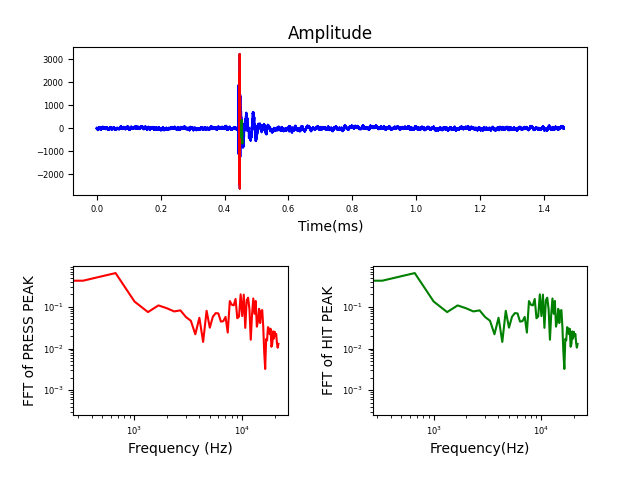 Amplitude
3000
2000
1000
0
−1000
−2000
0.0 0.2 0.4 0.6 0.8 1.0 1.2 1.4
Time(ms)
FFT of PRESS PEAK
10⁻¹
10⁻²
10⁻³
10³ 10⁴
Frequency (Hz)
FFT of HIT PEAK
10⁻¹
10⁻²
10⁻³
10³ 10⁴
Frequency(Hz)